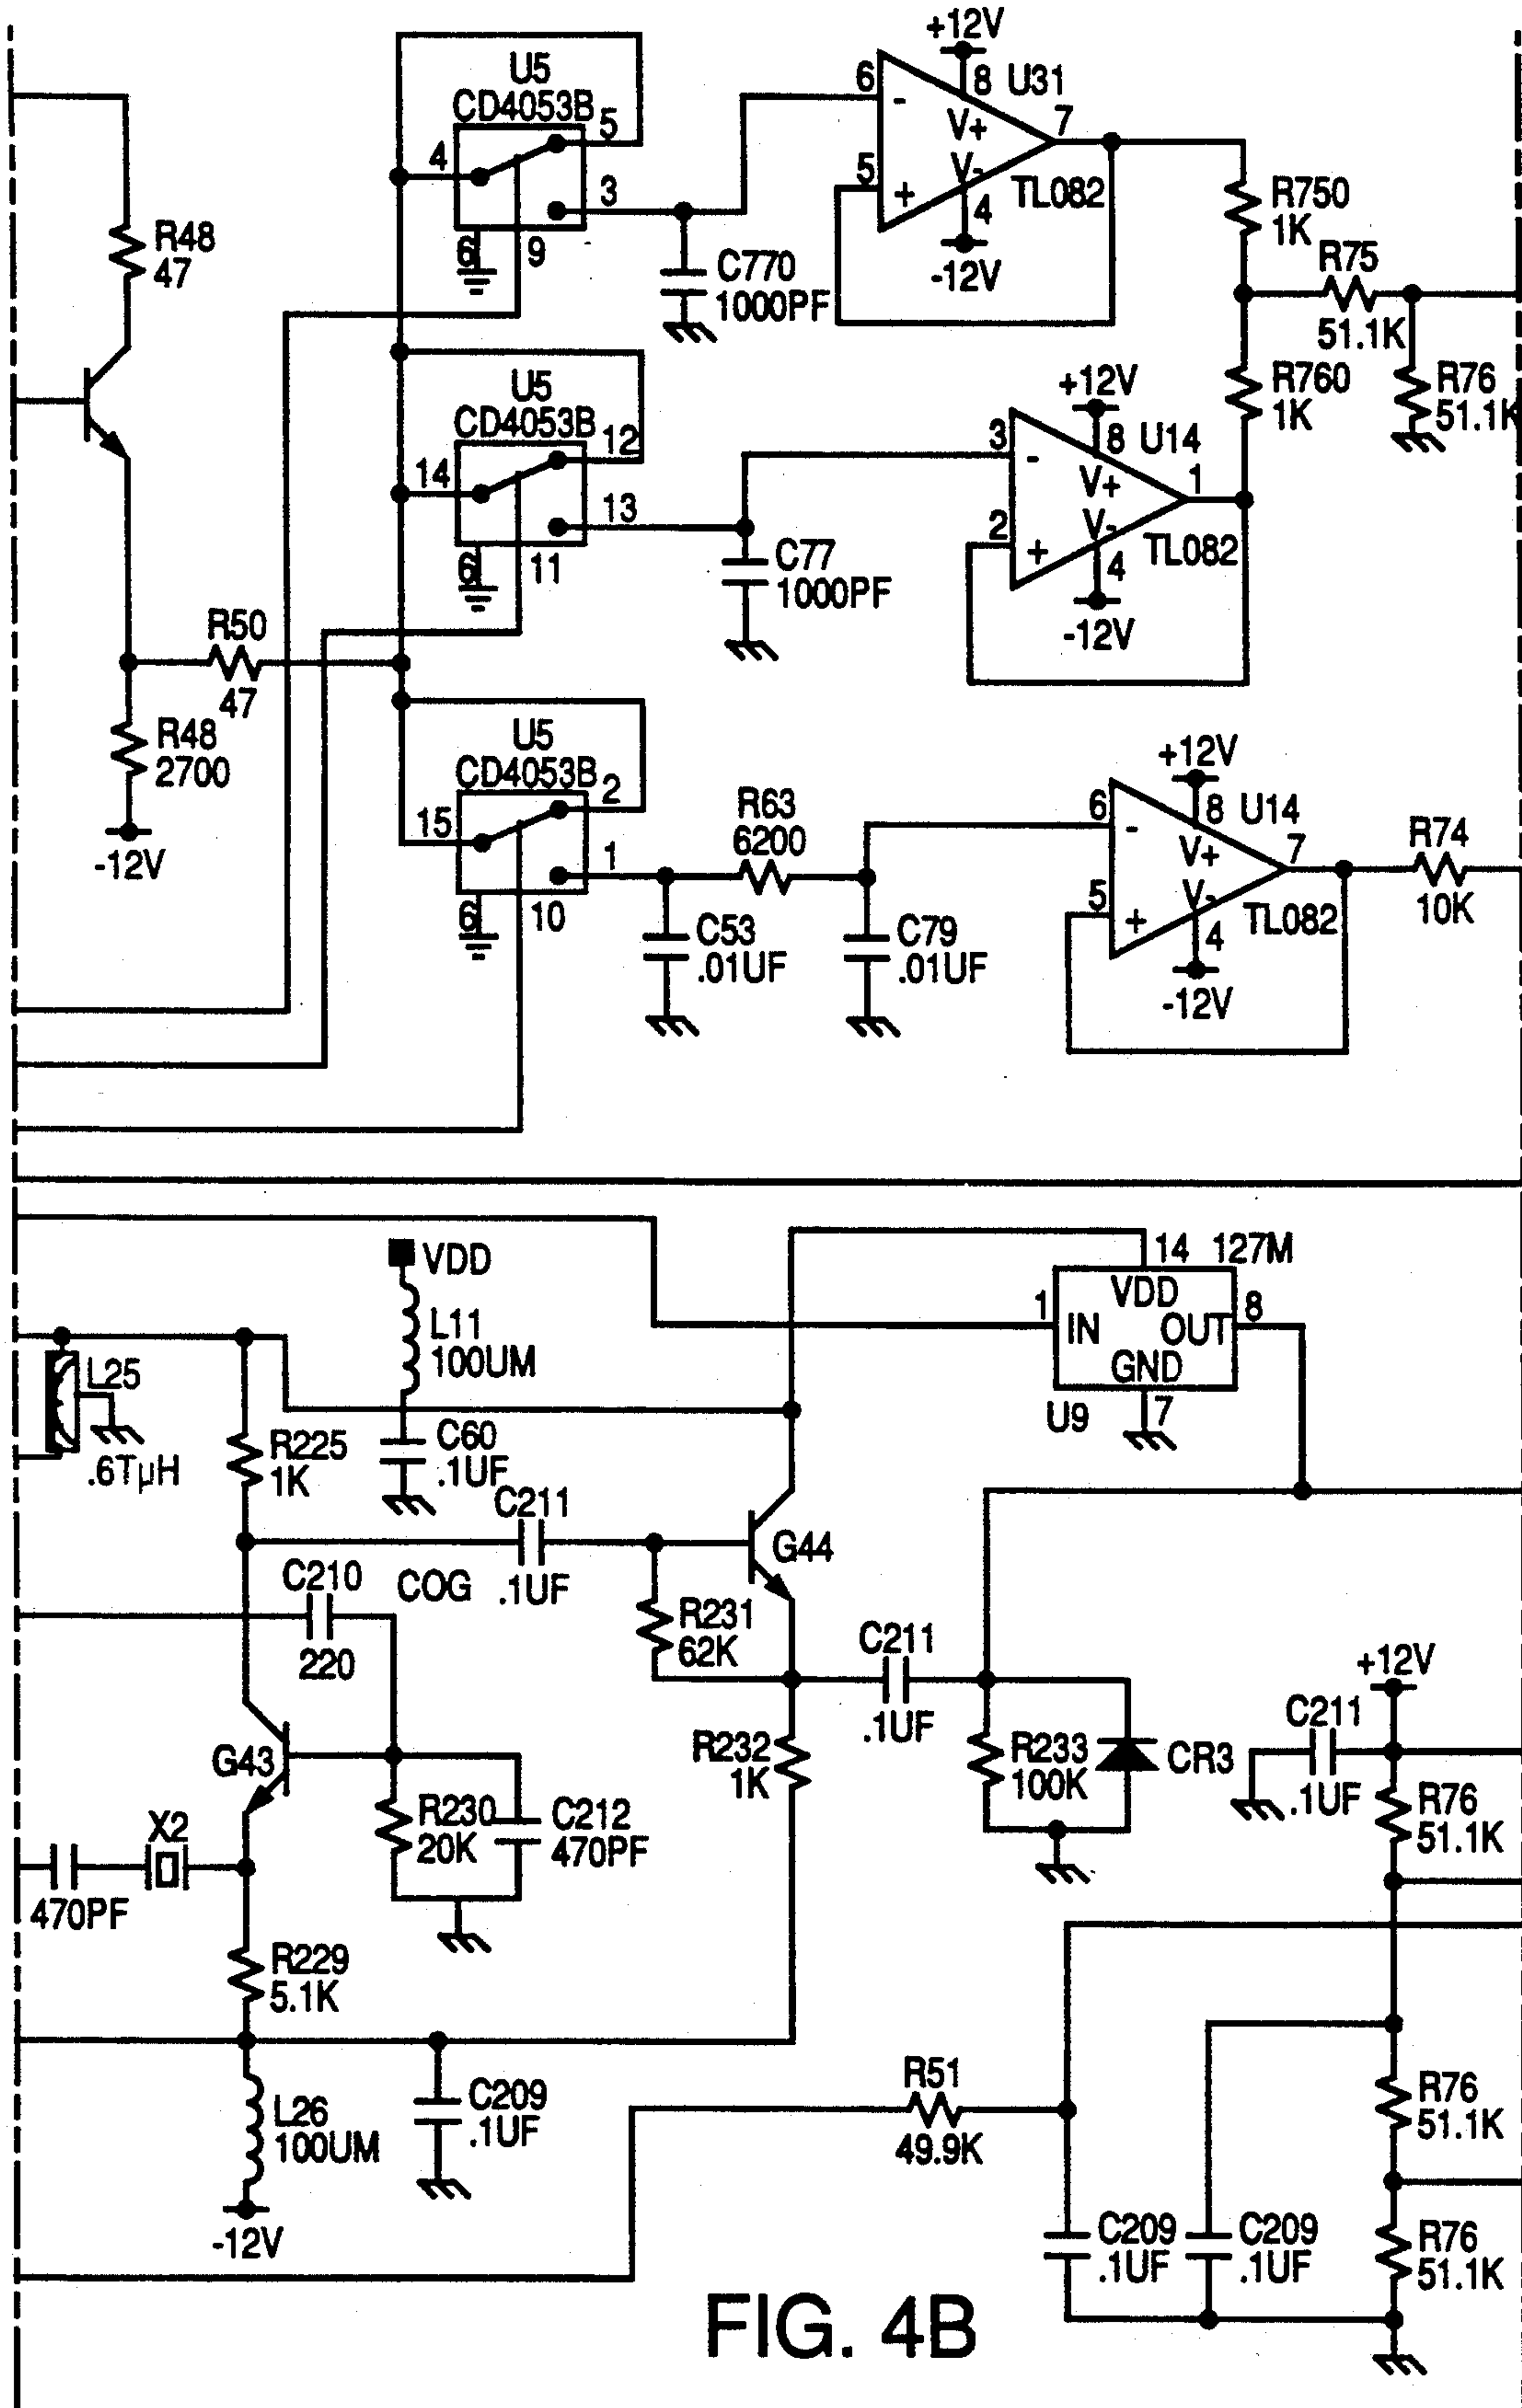 +12V
U5
CD4053B
6
-
8
U31
V+
7
5
4
5
+
V-
TL082
4
-12V
3
6
9
R48
47
C770
1000PF
R750
1K
R75
51.1K
U5
CD4053B
12
14
13
6
11
+12V
3
-
8
U14
V+
1
V-
2
+
TL082
4
-12V
R760
1K
R76
51.1K
C77
1000PF
R50
47
R48
2700
-12V
U5
CD4053B
2
15
1
6
10
R63
6200
+12V
6
-
8
U14
V+
7
V-
5
+
TL082
4
-12V
R74
10K
C53
.01UF
C79
.01UF
VDD
14
127M
VDD
1
IN
OUT
8
GND
U9
7
L11
100UM
L25
.6TµH
R225
1K
C60
.1UF
C211
.1UF
COG
G44
C210
220
R231
62K
C211
.1UF
+12V
C211
.1UF
G43
R232
1K
R233
100K
CR3
R76
51.1K
X2
R230
20K
C212
470PF
470PF
R229
5.1K
R51
49.9K
L26
100UM
C209
.1UF
R76
51.1K
-12V
C209
.1UF
C209
.1UF
R76
51.1K
FIG. 4B